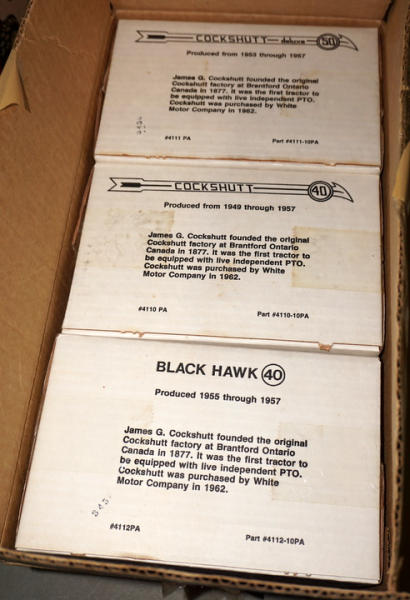 COCKSHUTT deluxe 50
Produced from 1953 through 1957
James G. Cockshutt founded the original
Cockshutt factory at Brantford Ontario
Canada in 1877. It was the first tractor to
be equipped with live independent PTO.
Cockshutt was purchased by White
Motor Company in 1962.
#4111 PA Part #4111-10PA
COCKSHUTT 40
Produced from 1949 through 1957
James G. Cockshutt founded the original
Cockshutt factory at Brantford Ontario
Canada in 1877. It was the first tractor to
be equipped with live independent PTO.
Cockshutt was purchased by White
Motor Company in 1962.
#4110 PA Part #4110-10PA
BLACK HAWK 40
Produced 1955 through 1957
James G. Cockshutt founded the original
Cockshutt factory at Brantford Ontario
Canada in 1877. It was the first tractor to
be equipped with live independent PTO.
Cockshutt was purchased by White
Motor Company in 1962.
#4112PA Part #4112-10PA